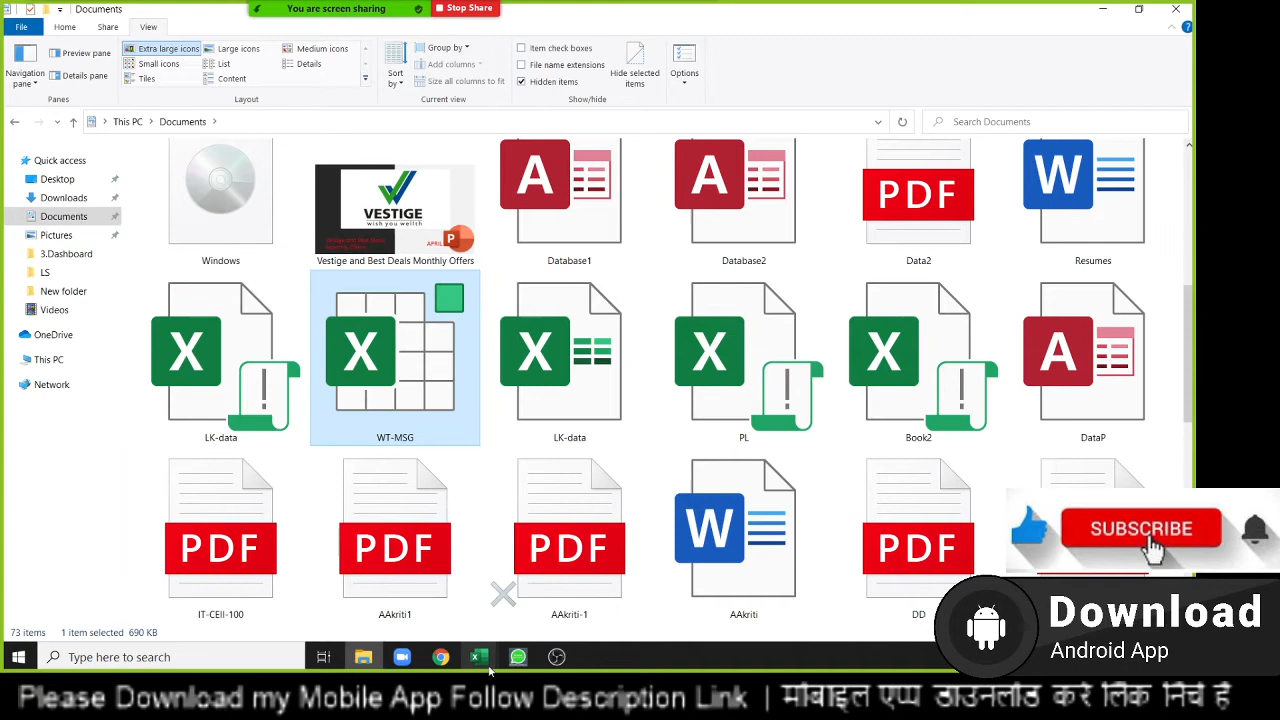 Documents
You are screen sharing
Stop Share
File
Home
Share
View
Navigation pane
Preview pane
Details pane
Panes
Extra large icons
Large icons
Medium icons
Small icons
List
Details
Tiles
Content
Layout
Sort by
Group by
Add columns
Size all columns to fit
Current view
Item check boxes
File name extensions
Hidden items
Hide selected items
Show/hide
Options
This PC > Documents >
Search Documents
Quick access
Desktop
Downloads
Documents
Pictures
3.Dashboard
LS
New folder
Videos
OneDrive
This PC
Network
VESTIGE
wish you wellth
A
A
PDF
W
Windows
Vestige and Best Deals Monthly Offers
Database1
Database2
Data2
Resumes
X
X
X
X
X
A
LK-data
WT-MSG
LK-data
PL
Book2
DataP
PDF
PDF
PDF
W
PDF
IT-CEII-100
AAkriti1
AAkriti-1
AAkriti
DD
SUBSCRIBE
Download
Android App
73 items
1 item selected 690 KB
Type here to search
Please Download my Mobile App Follow Description Link | मोबाइल एप्प डाउनलोड करे लिंक निचे है